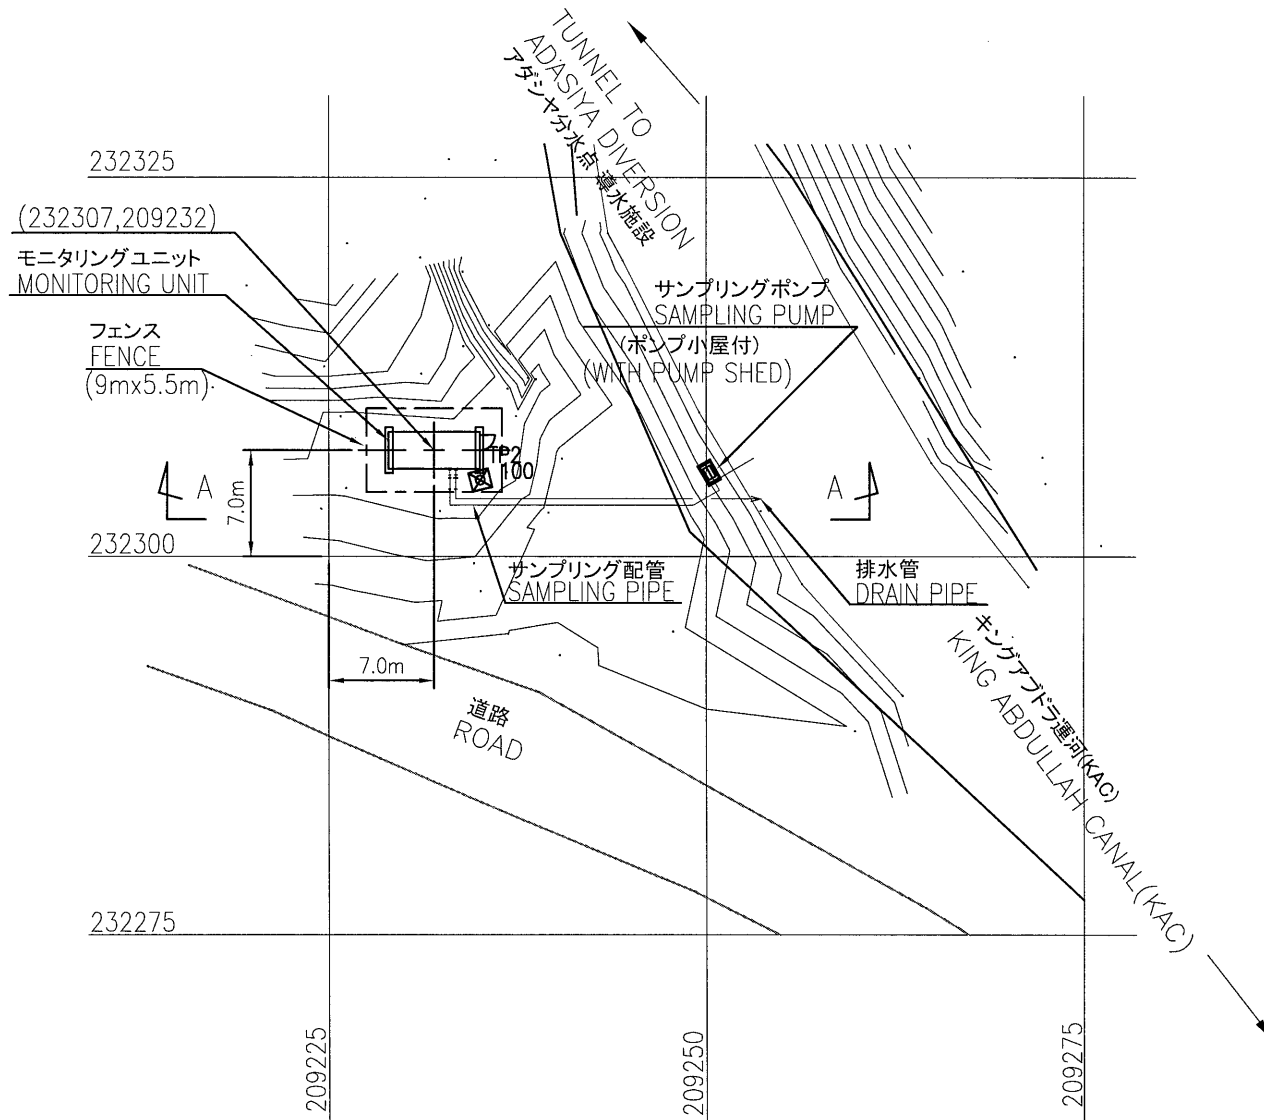 TUNNEL TO
ADASIYA DIVERSION
アダシヤ分水点 導水施設
232325
(232307,209232)
モニタリングユニット
MONITORING UNIT
サンプリングポンプ
SAMPLING PUMP
(ポンプ小屋付)
(WITH PUMP SHED)
フェンス
FENCE
(9mx5.5m)
TP2
100
A
A
7.0m
232300
サンプリング配管
SAMPLING PIPE
排水管
DRAIN PIPE
7.0m
道路
ROAD
キングアブドラ運河(KAC)
KING ABDULLAH CANAL(KAC)
232275
209225
209250
209275